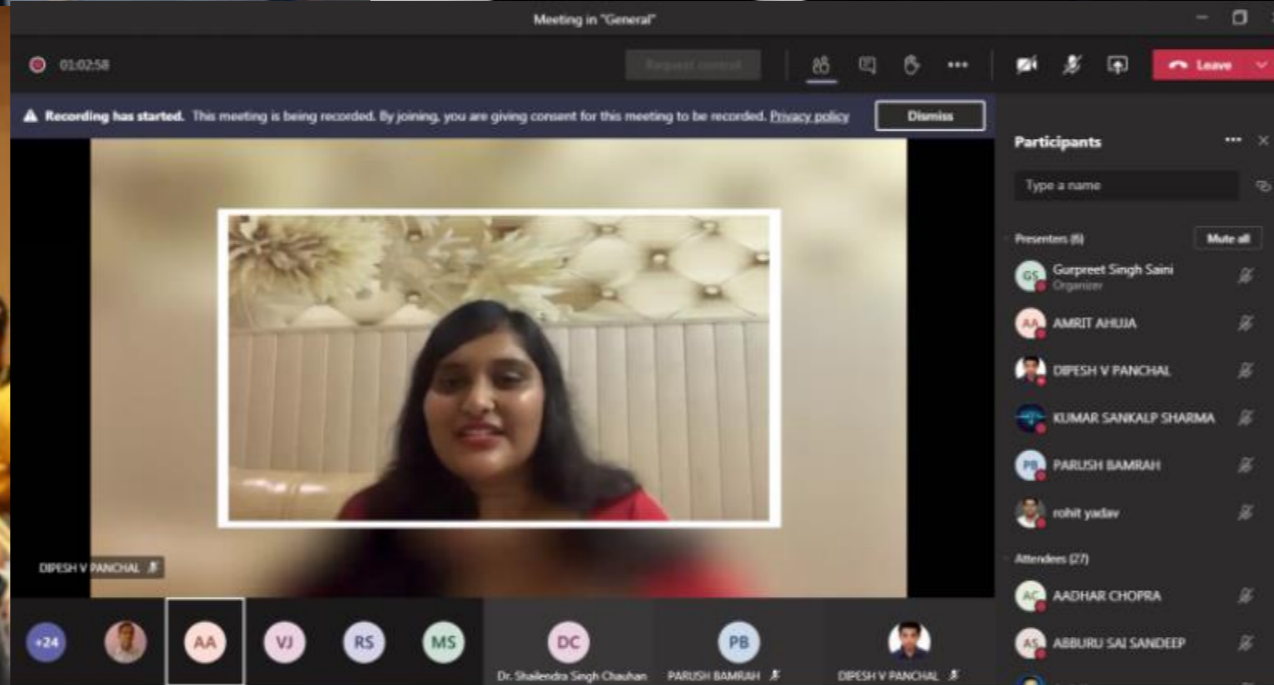 Meeting in "General"
01:02:58
Request control
Leave
Recording has started. This meeting is being recorded. By joining, you are giving consent for this meeting to be recorded. Privacy policy
Dismiss
Participants
Type a name
Presenters (6)
Mute all
GS
Gurpreet Singh Saini
Organizer
AA
AMRIT AHUJA
DIPESH V PANCHAL
KUMAR SANKALP SHARMA
PB
PARUSH BAMRAH
rohit yadav
Attendees (27)
AC
AADHAR CHOPRA
AS
ABBURU SAI SANDEEP
DIPESH V PANCHAL
+24
AA
VJ
RS
MS
DC
PB
Dr. Shailendra Singh Chauhan
PARUSH BAMRAH
DIPESH V PANCHAL